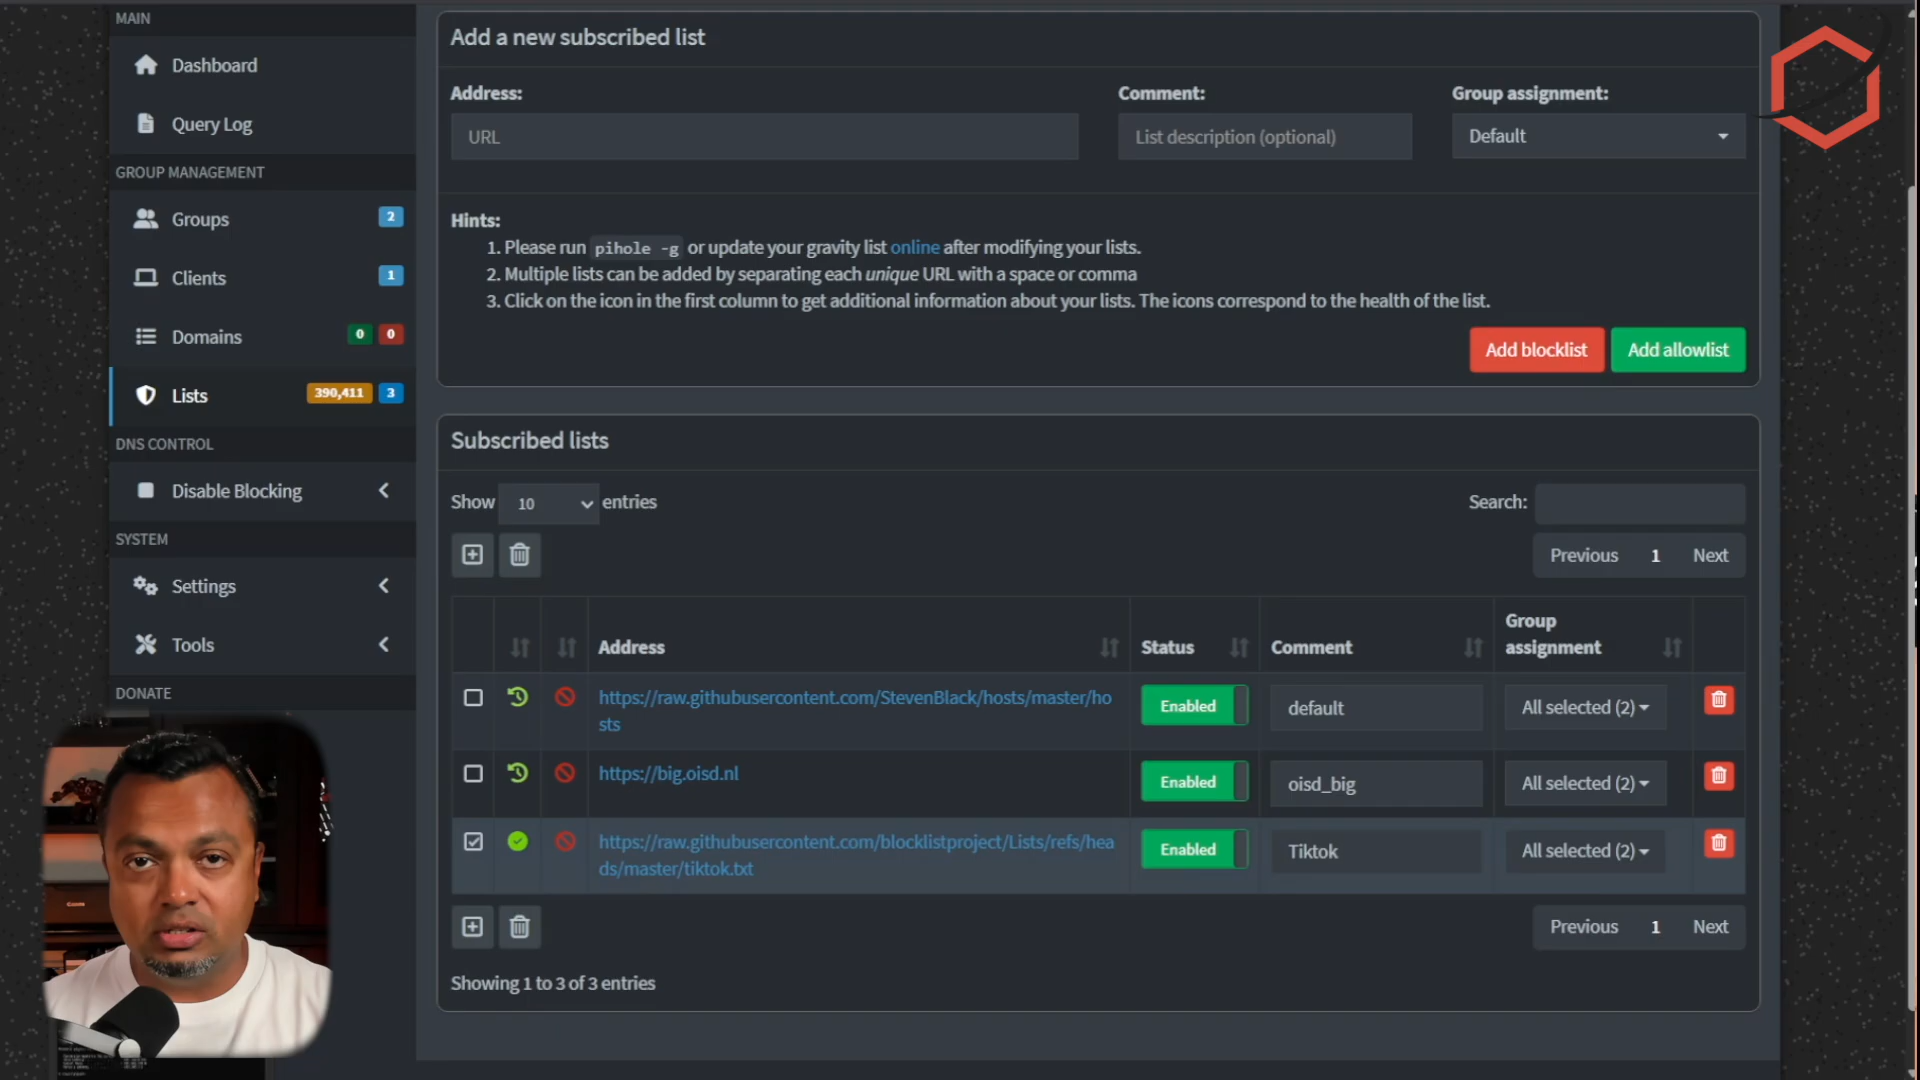 MAIN
Dashboard
Query Log
GROUP MANAGEMENT
Groups 2
Clients 1
Domains 0 0
Lists 390,411 3
DNS CONTROL
Disable Blocking
SYSTEM
Settings
Tools
DONATE
Add a new subscribed list
Address: Comment: Group assignment:
URL List description (optional) Default
Hints:
1. Please run pihole -g or update your gravity list online after modifying your lists.
2. Multiple lists can be added by separating each unique URL with a space or comma
3. Click on the icon in the first column to get additional information about your lists. The icons correspond to the health of the list.
Add blocklist Add allowlist
Subscribed lists
Show 10 entries Search:
Previous 1 Next
Address Status Comment Group
assignment
https://raw.githubusercontent.com/StevenBlack/hosts/master/ho
sts Enabled default All selected (2)
https://big.oisd.nl Enabled oisd_big All selected (2)
https://raw.githubusercontent.com/blocklistproject/Lists/refs/hea
ds/master/tiktok.txt Enabled Tiktok All selected (2)
Previous 1 Next
Showing 1 to 3 of 3 entries